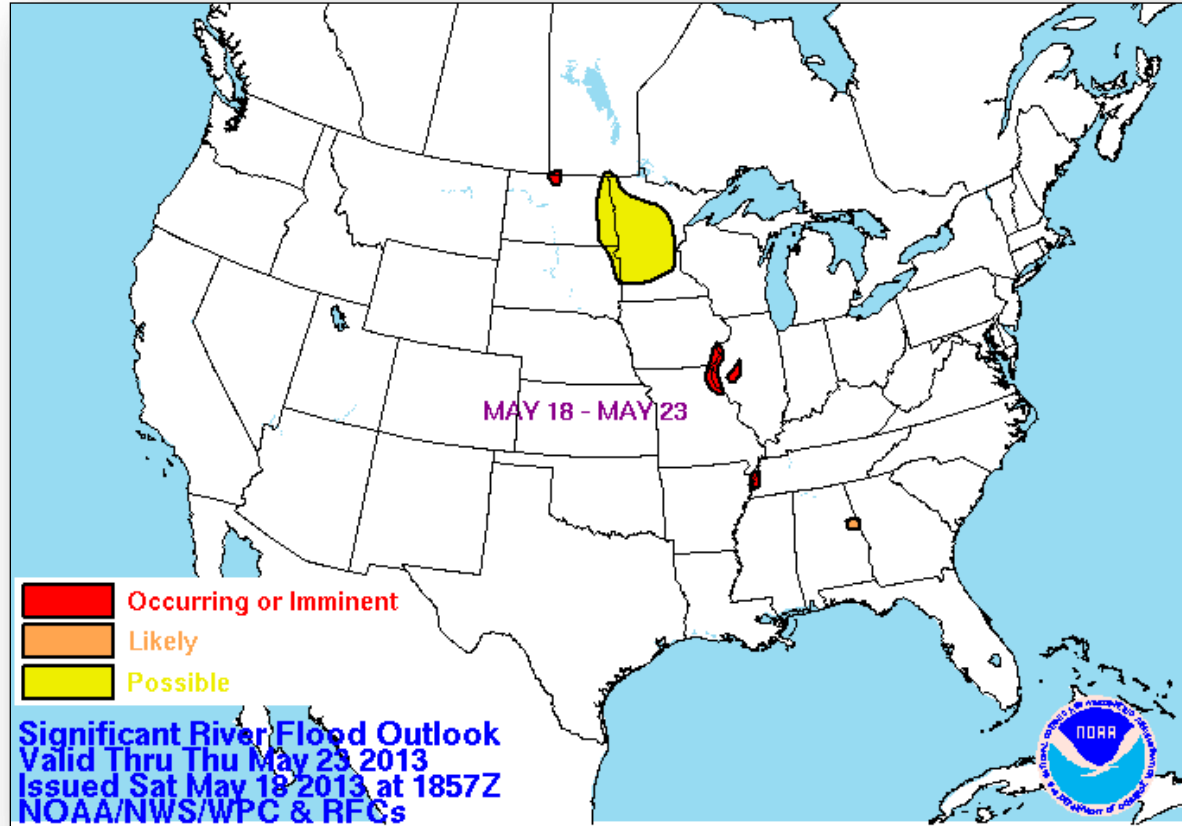 MAY 18 - MAY 23
Occurring or Imminent
Likely
Possible
Significant River Flood Outlook
Valid Thru Thu May 23 2013
Issued Sat May 18 2013 at 1857Z
NOAA/NWS/WPC & RFCs
NOAA